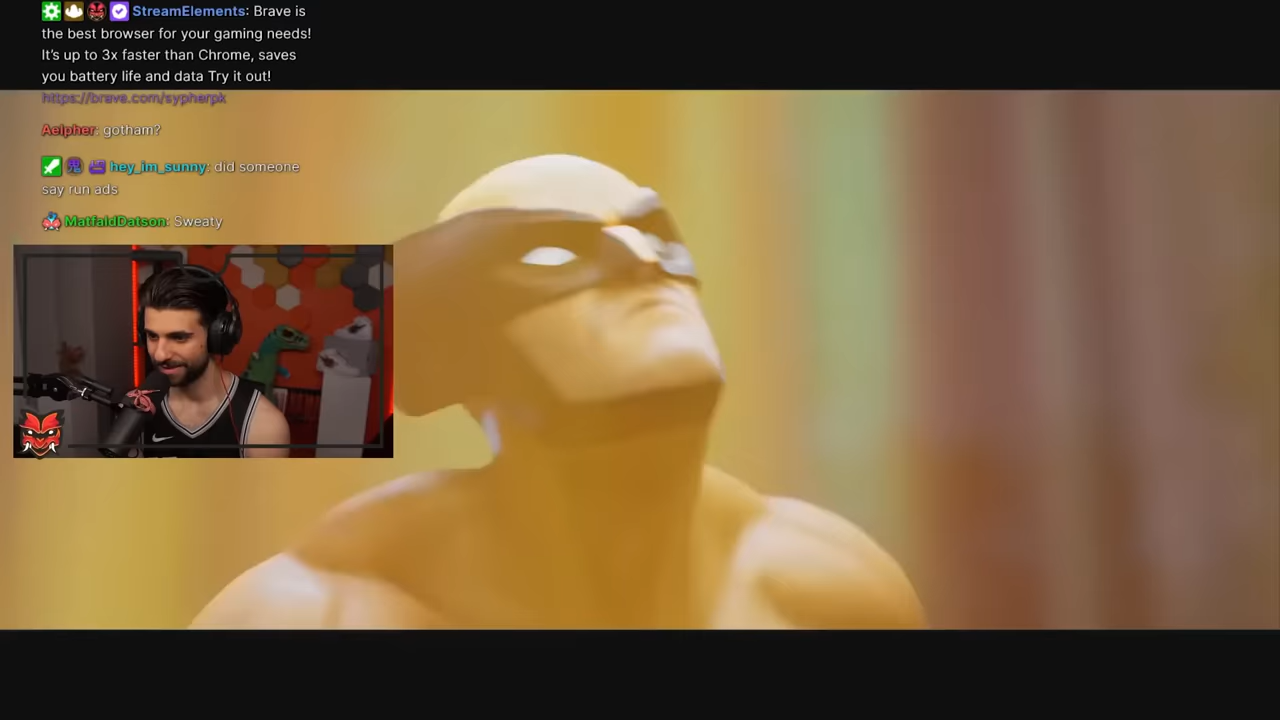 StreamElements: Brave is
the best browser for your gaming needs!
It's up to 3x faster than Chrome, saves
you battery life and data Try it out!
https://brave.com/sypherpk
Aelpher: gotham?
hey_im_sunny: did someone
say run ads
MatfaldDatson: Sweaty